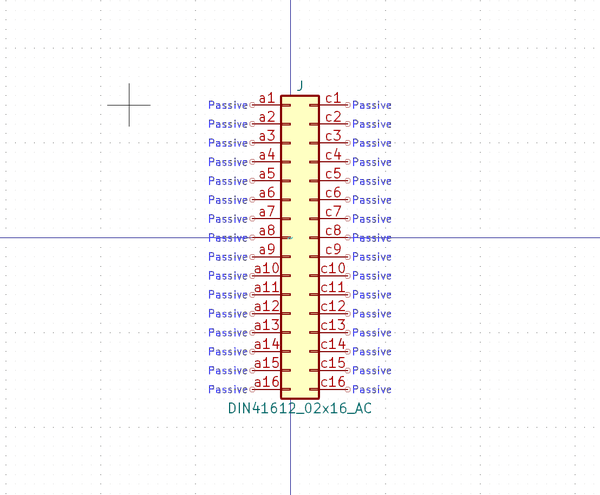 J
Passive a1 c1 Passive
Passive a2 c2 Passive
Passive a3 c3 Passive
Passive a4 c4 Passive
Passive a5 c5 Passive
Passive a6 c6 Passive
Passive a7 c7 Passive
Passive a8 c8 Passive
Passive a9 c9 Passive
Passive a10 c10 Passive
Passive a11 c11 Passive
Passive a12 c12 Passive
Passive a13 c13 Passive
Passive a14 c14 Passive
Passive a15 c15 Passive
Passive a16 c16 Passive
DIN41612_02x16_AC